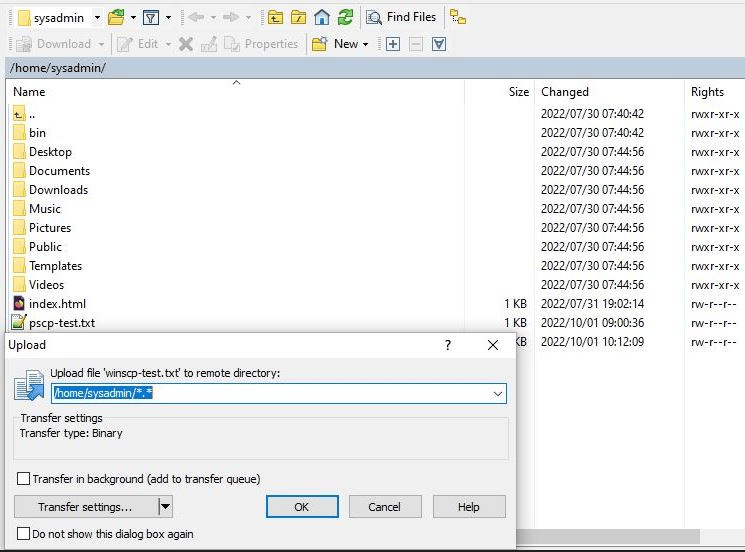 sysadmin Find Files
Download Edit Properties New
/home/sysadmin/
Name Size Changed Rights
.. 2022/07/30 07:40:42 rwxr-xr-x
bin 2022/07/30 07:40:42 rwxr-xr-x
Desktop 2022/07/30 07:44:56 rwxr-xr-x
Documents 2022/07/30 07:44:56 rwxr-xr-x
Downloads 2022/07/30 07:44:56 rwxr-xr-x
Music 2022/07/30 07:44:56 rwxr-xr-x
Pictures 2022/07/30 07:44:56 rwxr-xr-x
Public 2022/07/30 07:44:56 rwxr-xr-x
Templates 2022/07/30 07:44:56 rwxr-xr-x
Videos 2022/07/30 07:44:56 rwxr-xr-x
index.html 1 KB 2022/07/31 19:02:14 rw-r--r--
pscp-test.txt 1 KB 2022/10/01 09:00:36 rw-r--r--
KB 2022/10/01 10:12:09 rw-r--r--
Upload ?
Upload file 'winscp-test.txt' to remote directory:
/home/sysadmin/*.*
Transfer settings
Transfer type: Binary
Transfer in background (add to transfer queue)
Transfer settings... OK Cancel Help
Do not show this dialog box again